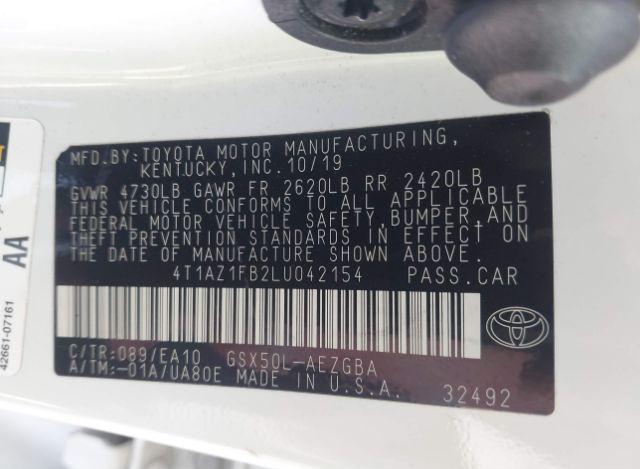 MFD.BY:TOYOTA MOTOR MANUFACTURING,
KENTUCKY,INC.10/19
GVWR 4730LB GAWR FR 2620LB RR 2420LB
THIS VEHICLE CONFORMS TO ALL APPLICABLE
FEDERAL MOTOR VEHICLE SAFETY,BUMPER,AND
THEFT PREVENTION STANDARDS IN EFFECT ON
THE DATE OF MANUFACTURE SHOWN ABOVE.
4T1AZ1FB2LU042154 PASS.CAR
C/TR:089/EA10 GSX50L-AEZGBA
A/TM:-01A/UA80E MADE IN U.S.A.
32492
AA
42661-07161